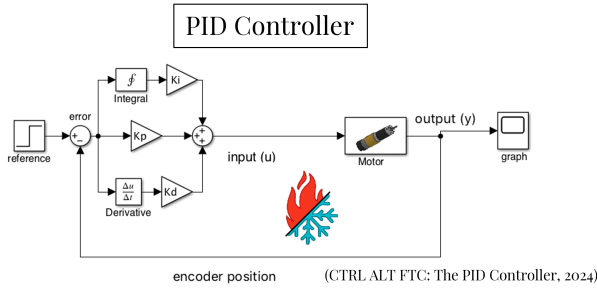 PID Controller
∮
Ki
Integral
error
output (y)
+
−
Kp
+
+
+
reference
input (u)
Motor
graph
Δu
Δt
Kd
Derivative
encoder position
(CTRL ALT FTC: The PID Controller, 2024)